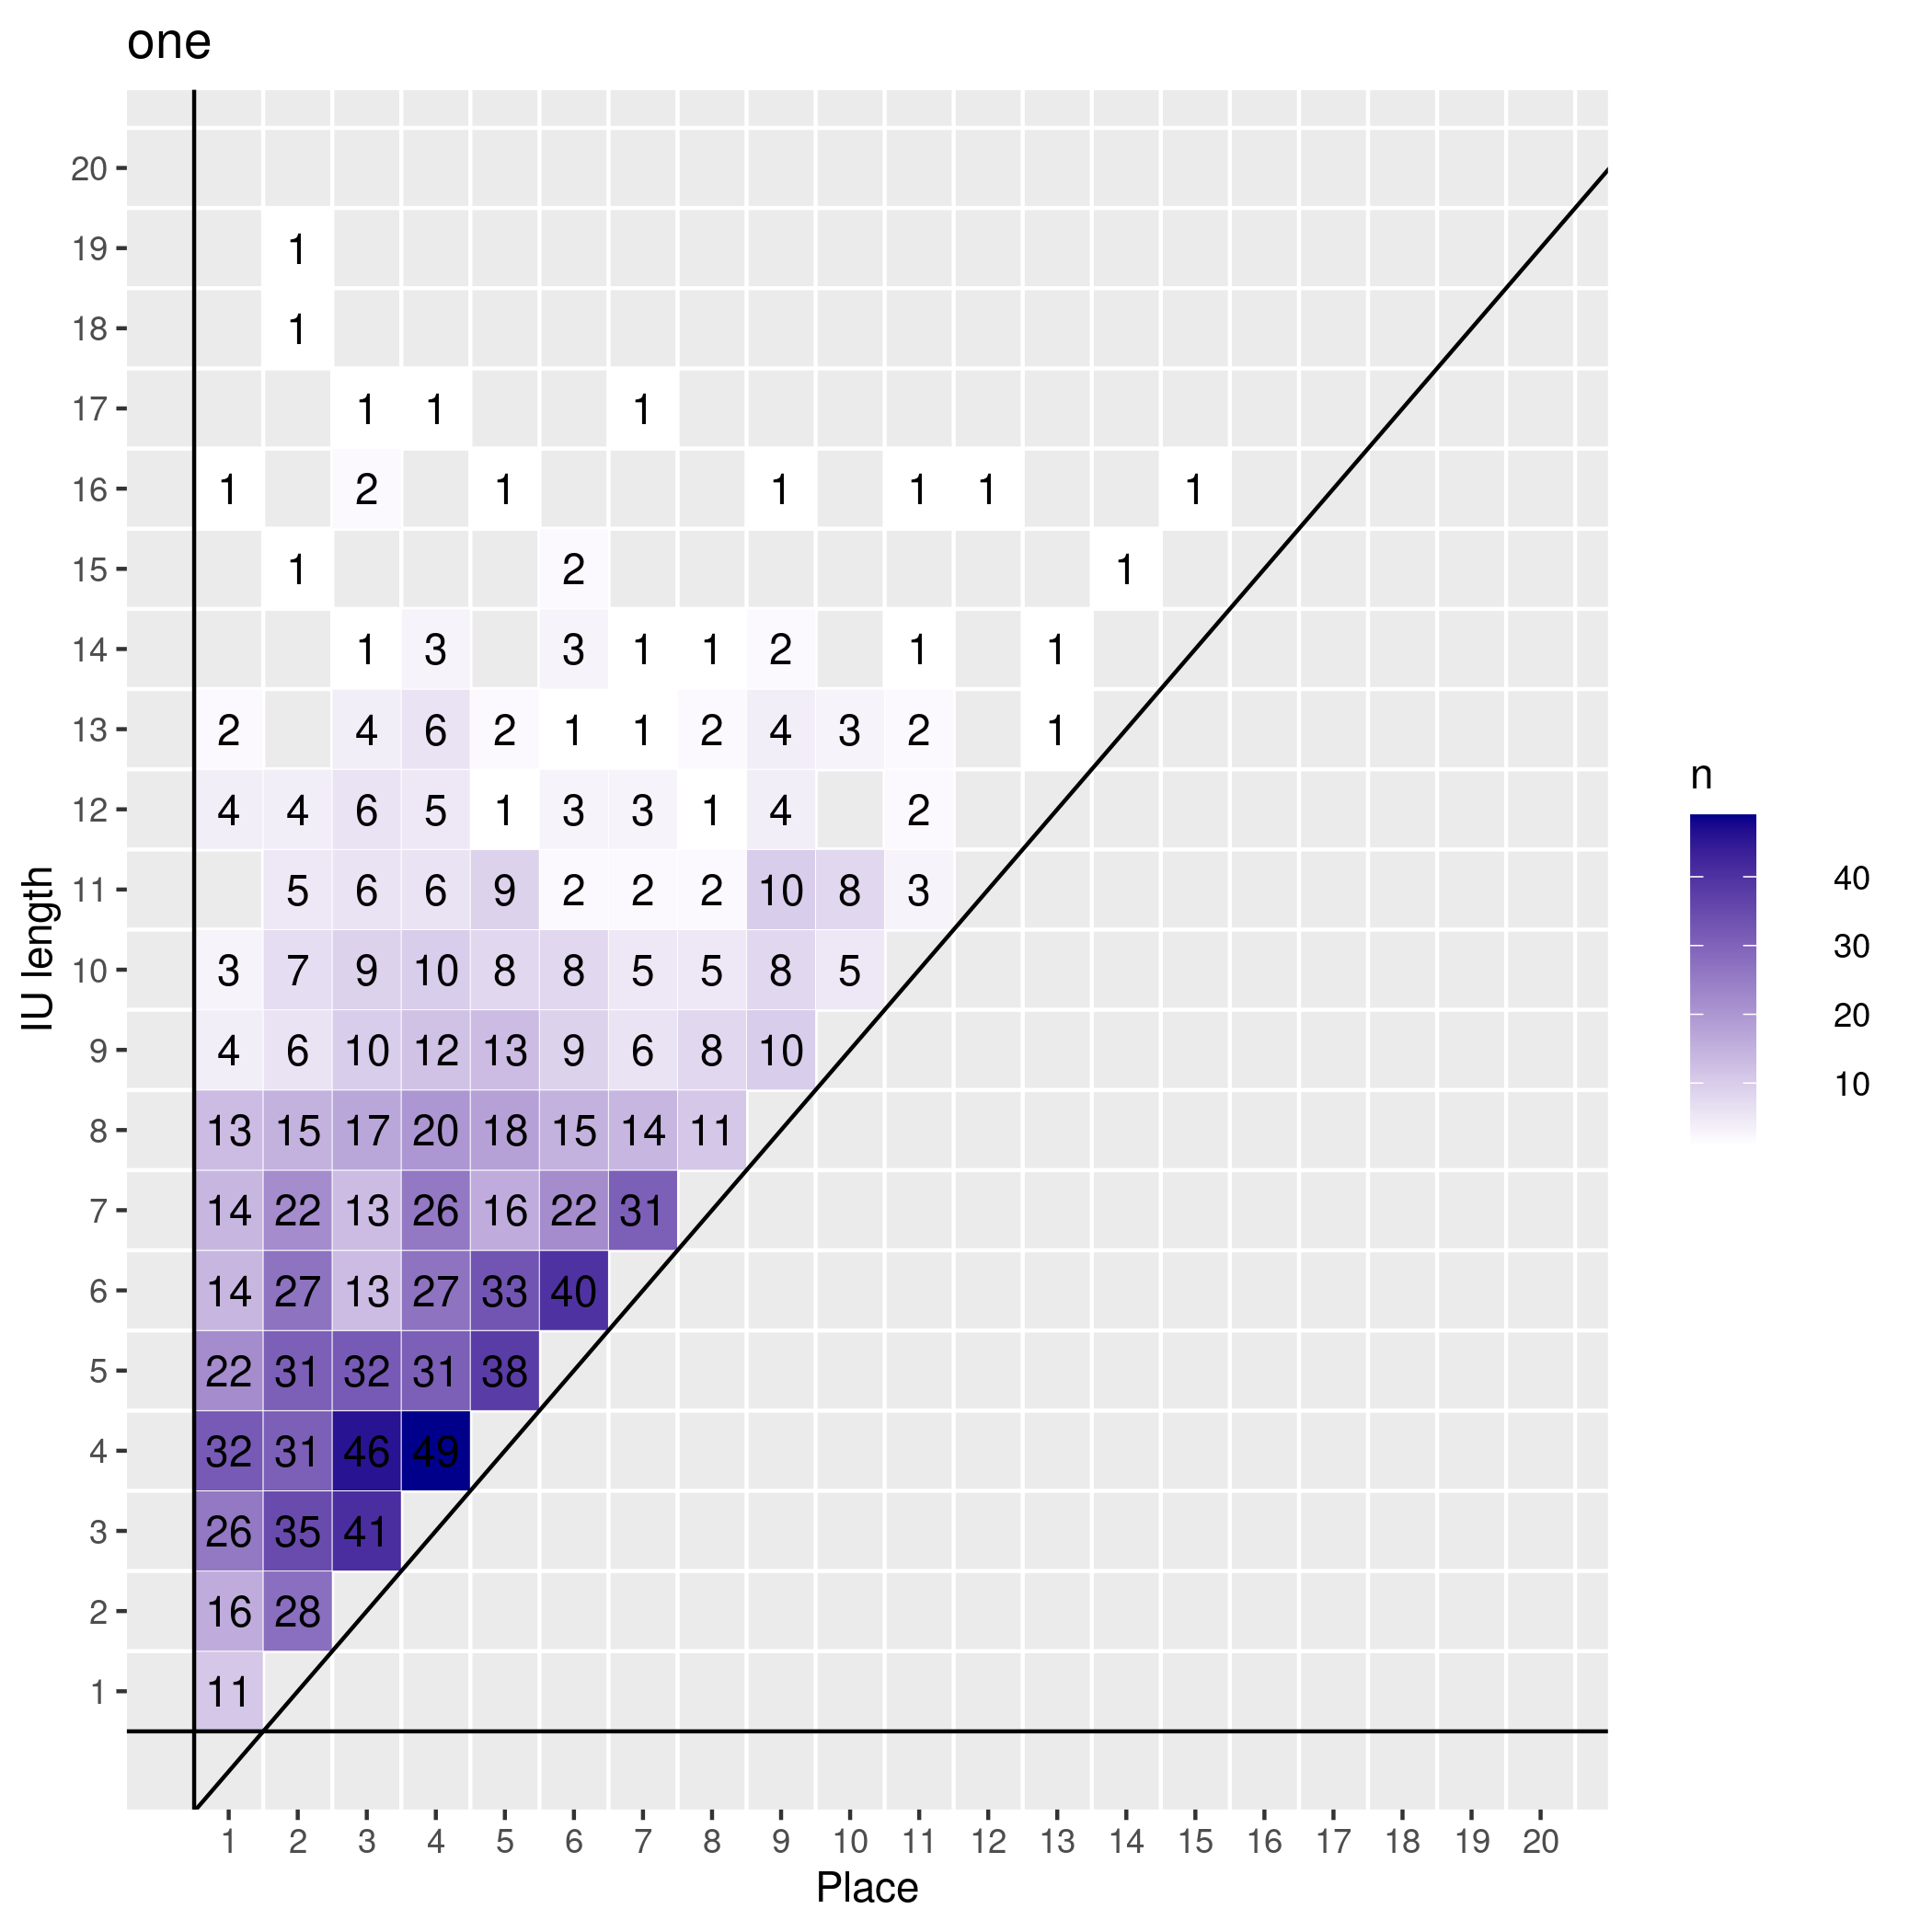 one
20
19 1
18 1
17 1 1 1
16 1 2 1 1 1 1 1
15 1 2 1
14 1 3 3 1 1 2 1 1
13 2 4 6 2 1 1 2 4 3 2 1
12 4 4 6 5 1 3 3 1 4 2
11 5 6 6 9 2 2 2 10 8 3
10 3 7 9 10 8 8 5 5 8 5
9 4 6 10 12 13 9 6 8 10
8 13 15 17 20 18 15 14 11
7 14 22 13 26 16 22 31
6 14 27 13 27 33 40
5 22 31 32 31 38
4 32 31 46 49
3 26 35 41
2 16 28
1 11
1 2 3 4 5 6 7 8 9 10 11 12 13 14 15 16 17 18 19 20
Place
IU length
n
40
30
20
10